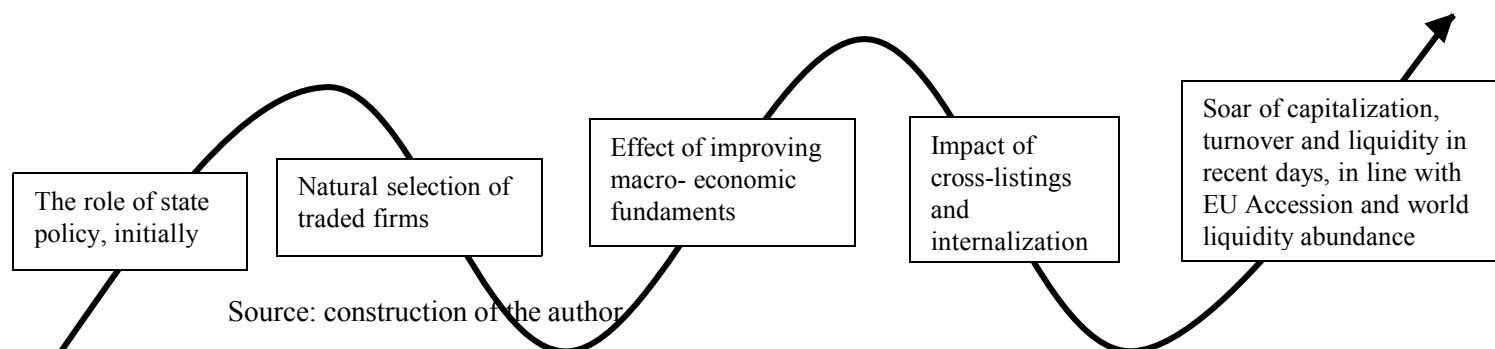 The role of state
policy, initially
Natural selection of
traded firms
Effect of improving
macro- economic
fundaments
Impact of
cross-listings
and
internalization
Soar of capitalization,
turnover and liquidity in
recent days, in line with
EU Accession and world
liquidity abundance
Source: construction of the author